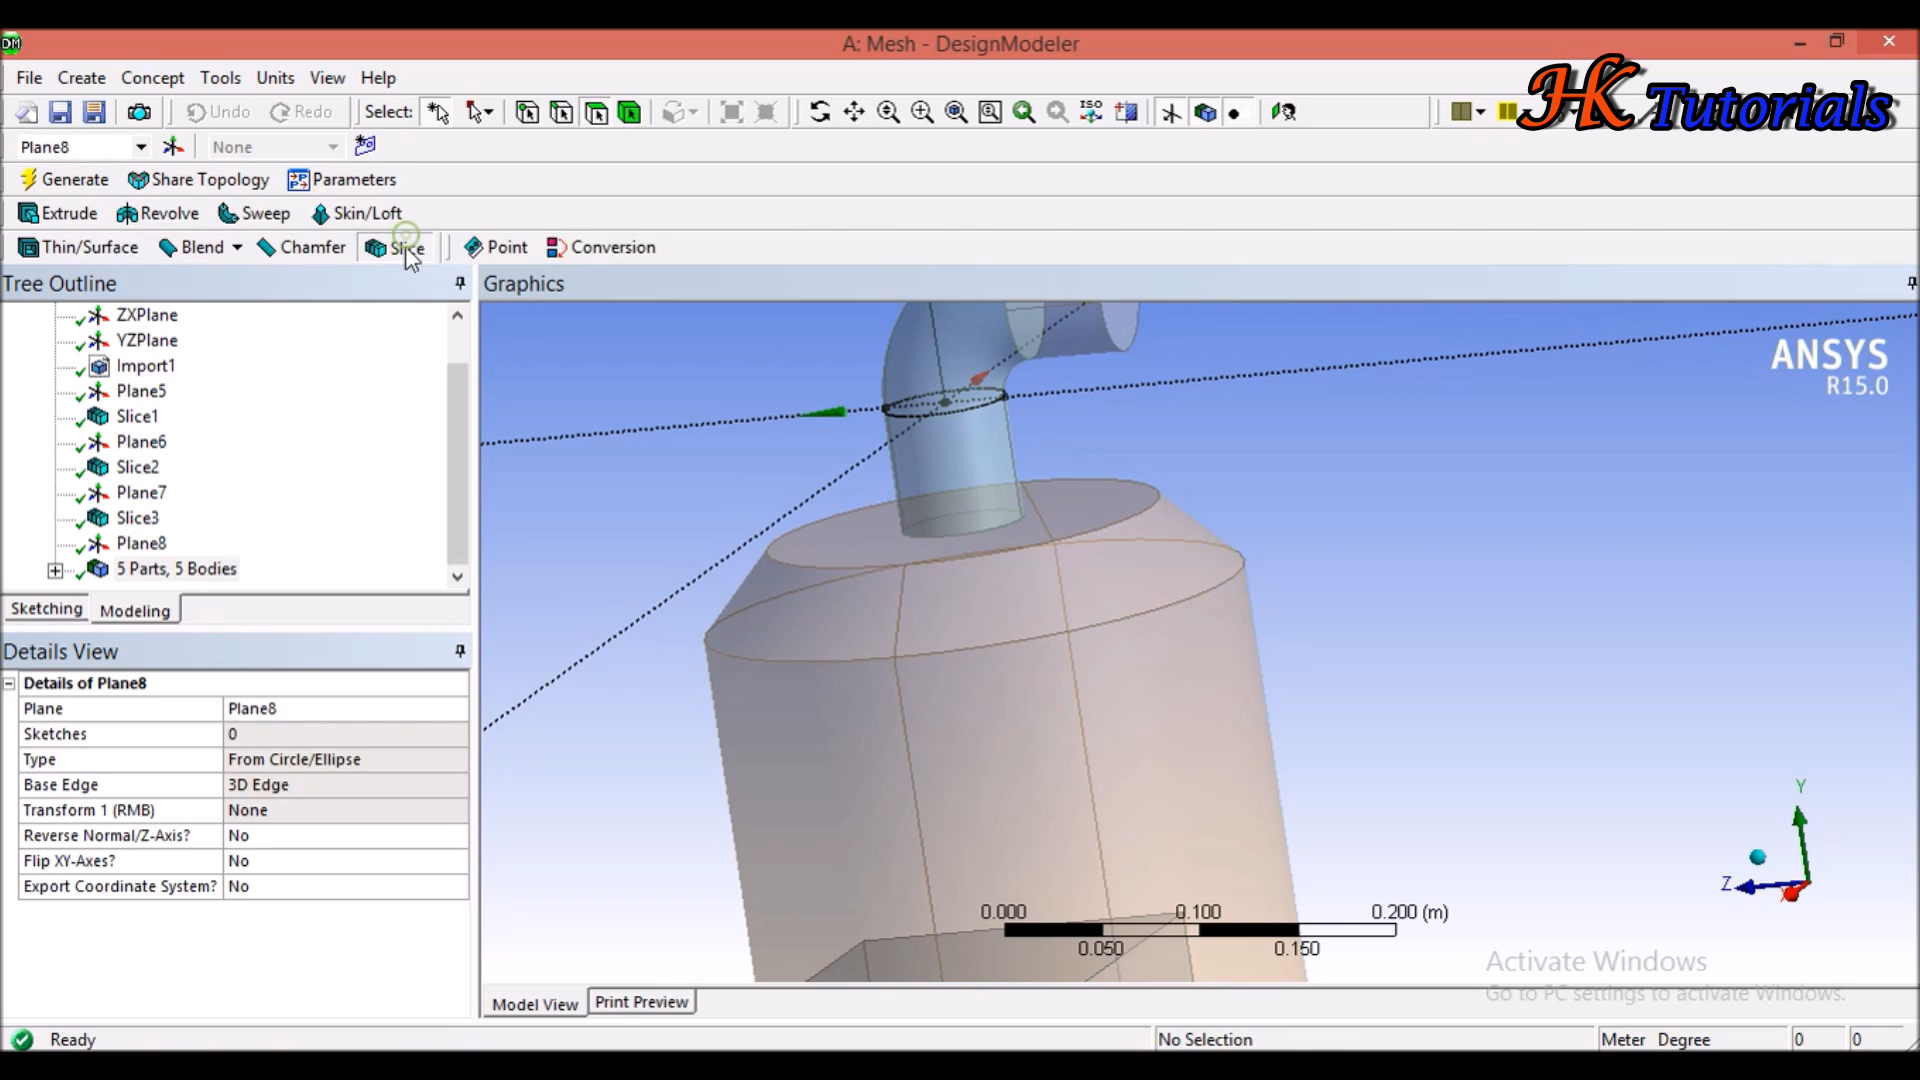 DM
A: Mesh - DesignModeler
File Create Concept Tools Units View Help
Undo Redo Select: ISO
HK Tutorials
Plane8 None
Generate Share Topology Parameters
Extrude Revolve Sweep Skin/Loft
Thin/Surface Blend Chamfer Slice Point Conversion
Tree Outline
ZXPlane
YZPlane
Import1
Plane5
Slice1
Plane6
Slice2
Plane7
Slice3
Plane8
5 Parts, 5 Bodies
Sketching Modeling
Details View
Details of Plane8
Plane Plane8
Sketches 0
Type From Circle/Ellipse
Base Edge 3D Edge
Transform 1 (RMB) None
Reverse Normal/Z-Axis? No
Flip XY-Axes? No
Export Coordinate System? No
Graphics
ANSYS
R15.0
Y
Z
0.000 0.100 0.200 (m)
0.050 0.150
Activate Windows
Go to PC settings to activate Windows.
Model View Print Preview
Ready No Selection Meter Degree 0 0